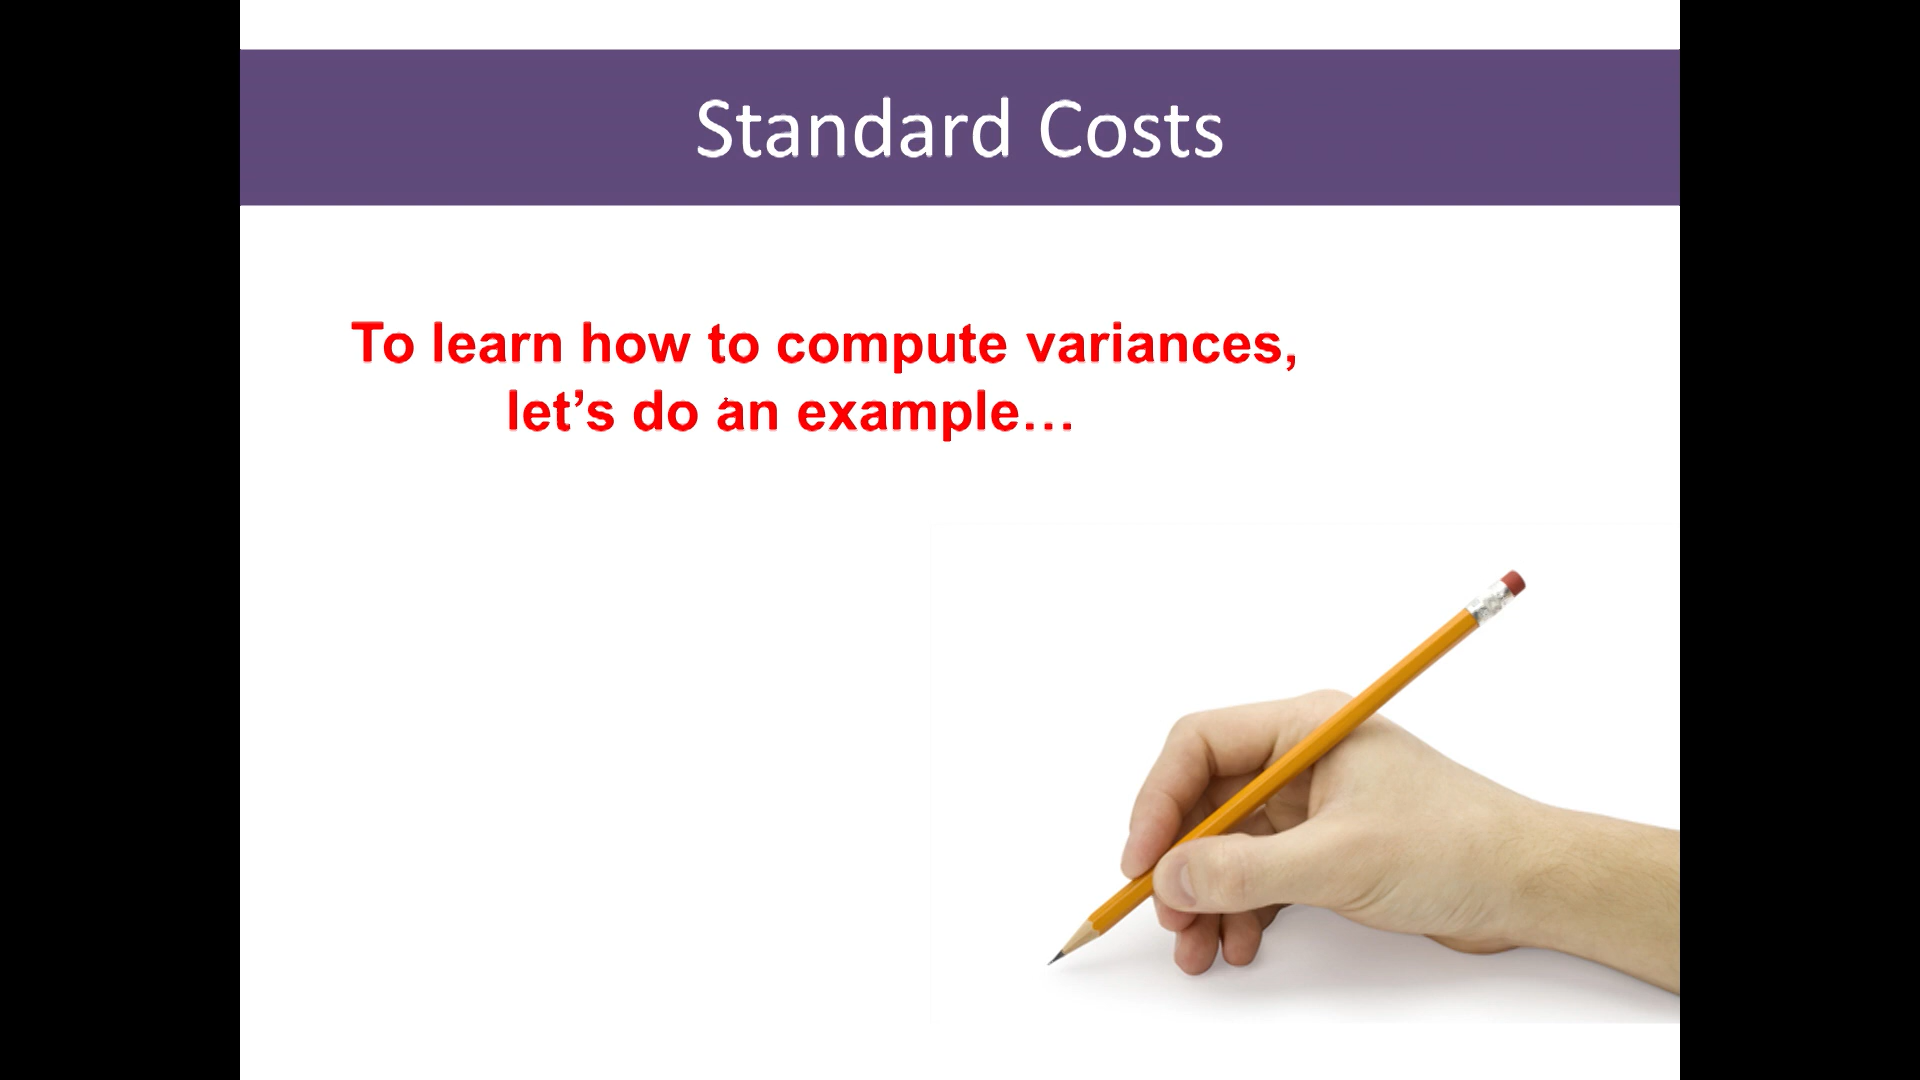 Standard Costs
To learn how to compute variances,
let’s do an example…